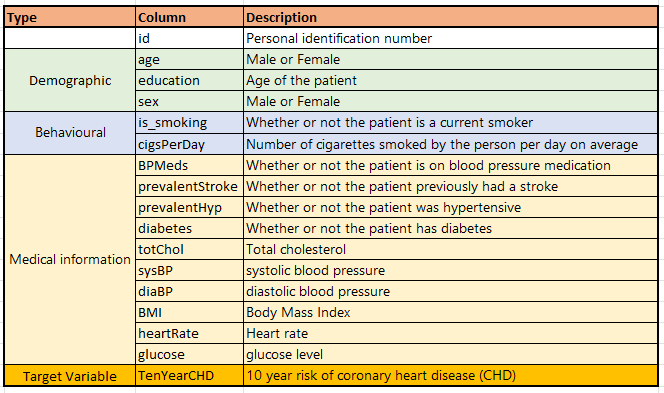 Type Column Description
id Personal identification number
age Male or Female
Demographic education Age of the patient
sex Male or Female
Behavioural is_smoking Whether or not the patient is a current smoker
cigsPerDay Number of cigarettes smoked by the person per day on average
BPMeds Whether or not the patient is on blood pressure medication
prevalentStroke Whether or not the patient previously had a stroke
prevalentHyp Whether or not the patient was hypertensive
diabetes Whether or not the patient has diabetes
Medical information totChol Total cholesterol
sysBP systolic blood pressure
diaBP diastolic blood pressure
BMI Body Mass Index
heartRate Heart rate
glucose glucose level
Target Variable TenYearCHD 10 year risk of coronary heart disease (CHD)